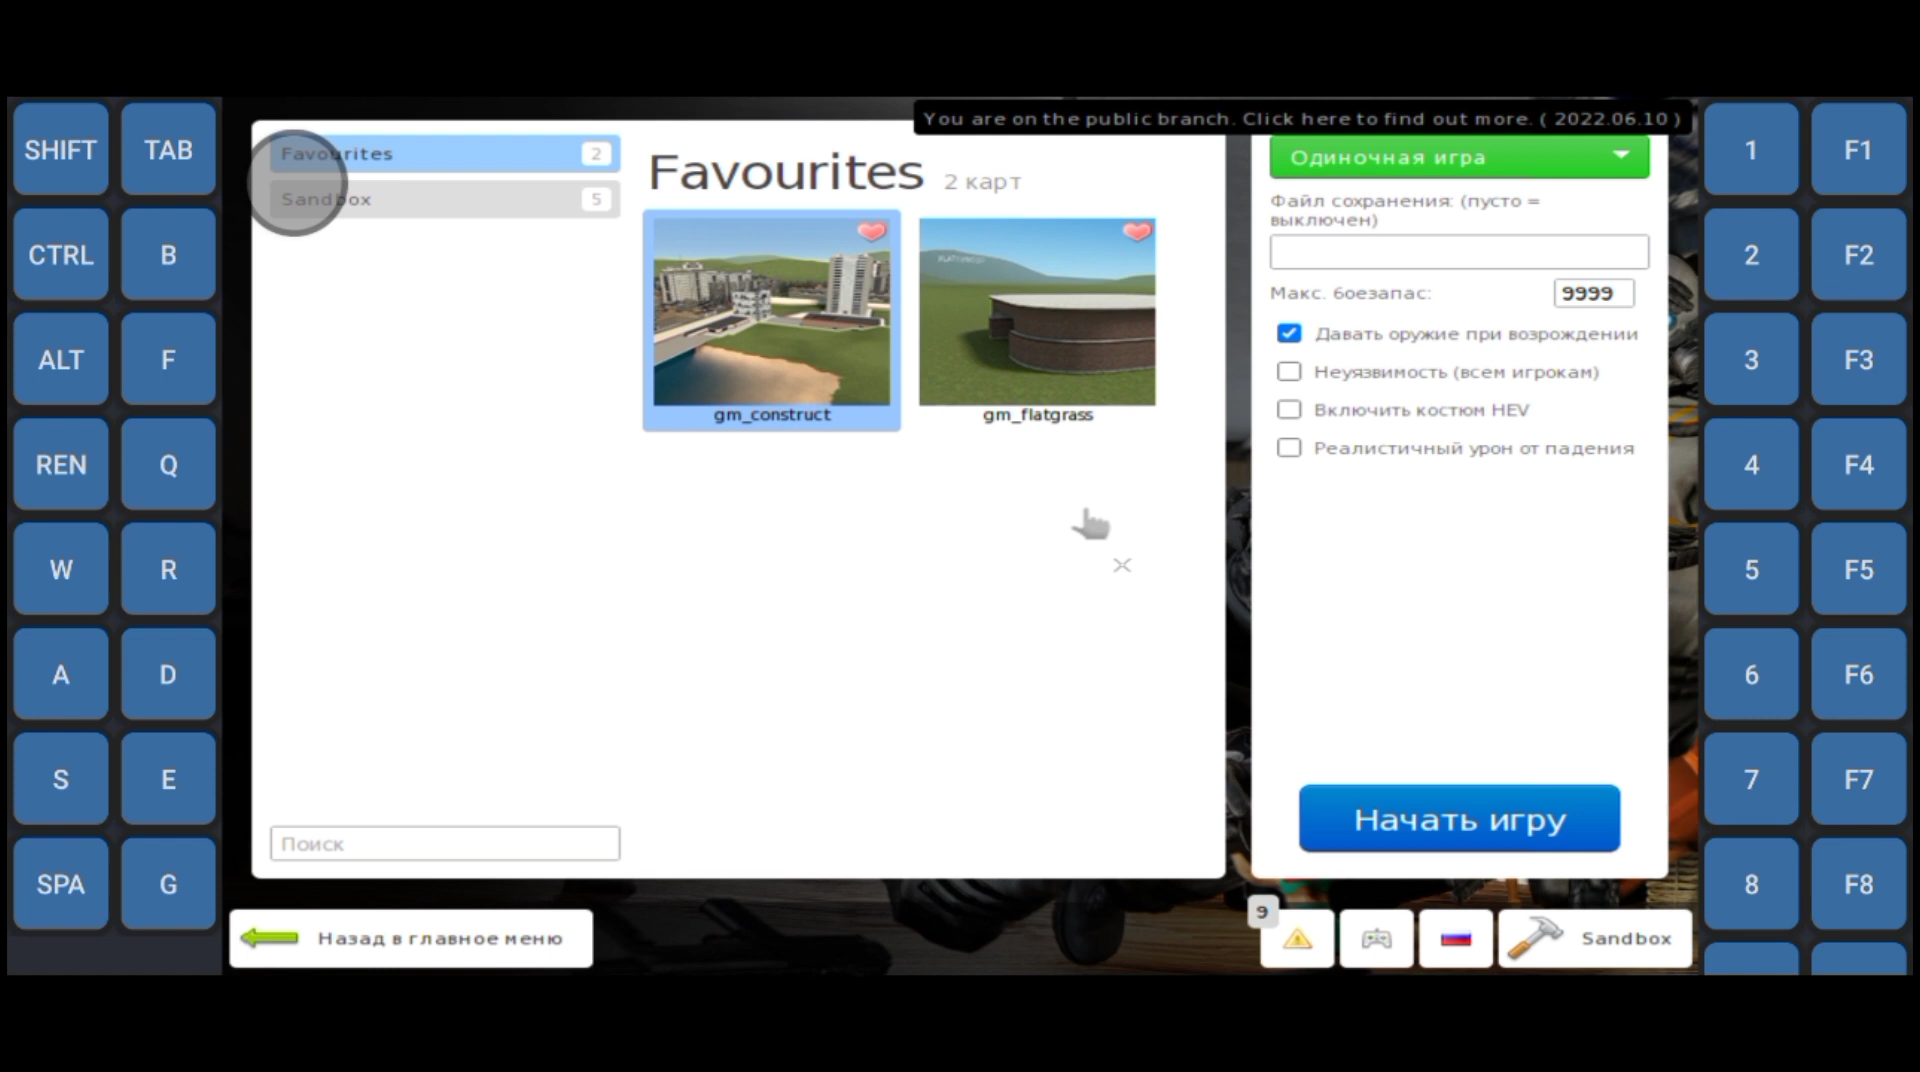 SHIFT
TAB
CTRL
B
ALT
F
REN
Q
W
R
A
D
S
E
SPA
G
You are on the public branch. Click here to find out more. ( 2022.06.10 )
Favourites 2
Sandbox 5
Favourites 2 карт
FLATGRASS
gm_construct
gm_flatgrass
Поиск
Одиночная игра
Файл сохранения: (пусто =
выключен)
Макс. боезапас: 9999
Давать оружие при возрождении
Неуязвимость (всем игрокам)
Включить костюм HEV
Реалистичный урон от падения
Начать игру
Назад в главное меню
9
Sandbox
1
F1
2
F2
3
F3
4
F4
5
F5
6
F6
7
F7
8
F8